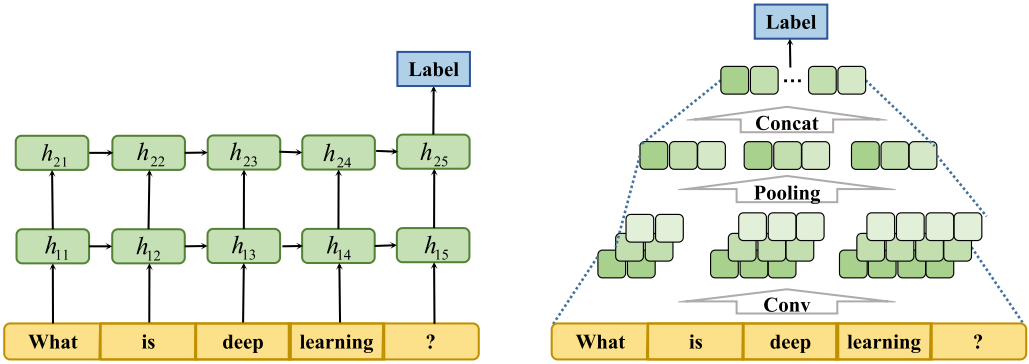 Label
h21 h22 h23 h24 h25
h11 h12 h13 h14 h15
What is deep learning ?
Label
...
Concat
Pooling
Conv
What is deep learning ?